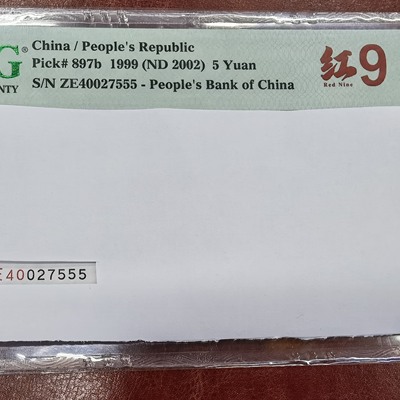 G®
NTY
China / People's Republic
Pick# 897b 1999 (ND 2002) 5 Yuan
S/N ZE40027555 - People's Bank of China
红9
Red Nine
E40027555